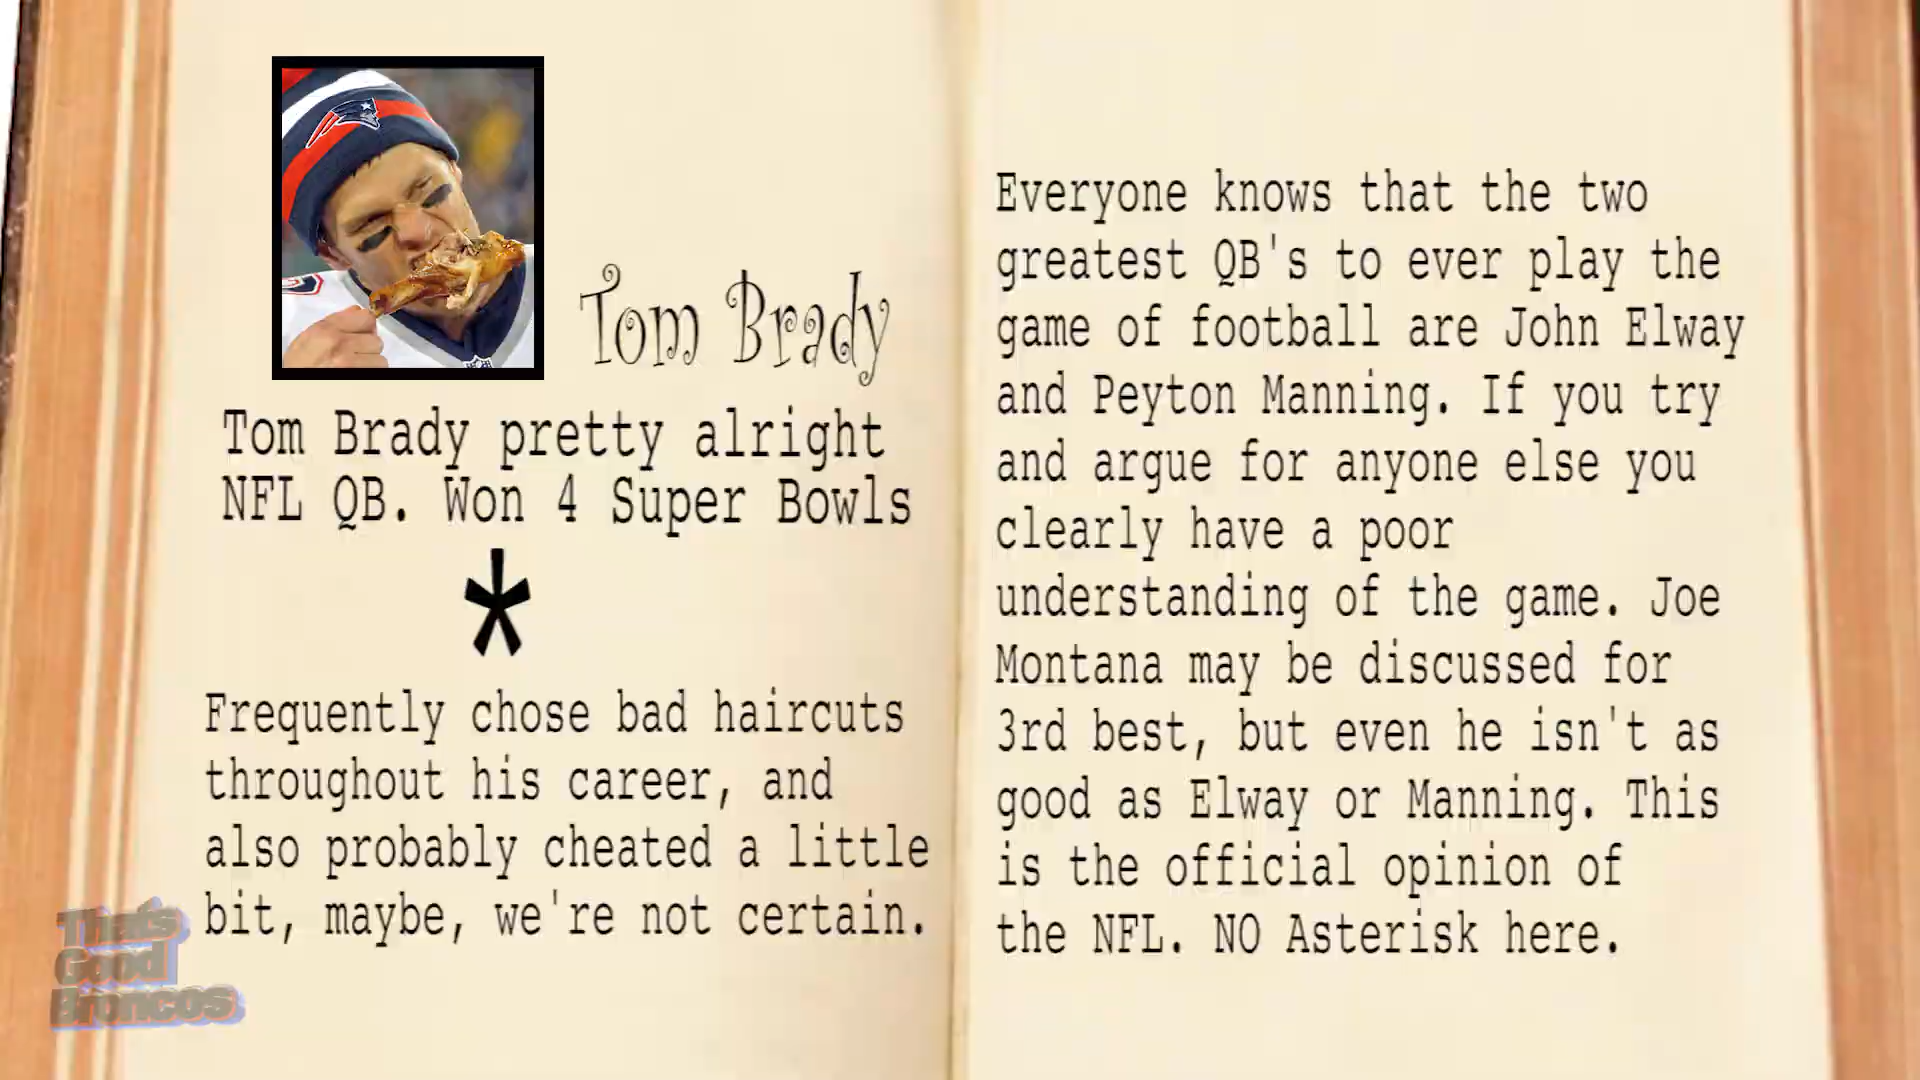 Tom Brady
Tom Brady pretty alright
NFL QB. Won 4 Super Bowls
*
Frequently chose bad haircuts
throughout his career, and
also probably cheated a little
bit, maybe, we're not certain.
Everyone knows that the two
greatest QB's to ever play the
game of football are John Elway
and Peyton Manning. If you try
and argue for anyone else you
clearly have a poor
understanding of the game. Joe
Montana may be discussed for
3rd best, but even he isn't as
good as Elway or Manning. This
is the official opinion of
the NFL. NO Asterisk here.
That's
Good
Broncos